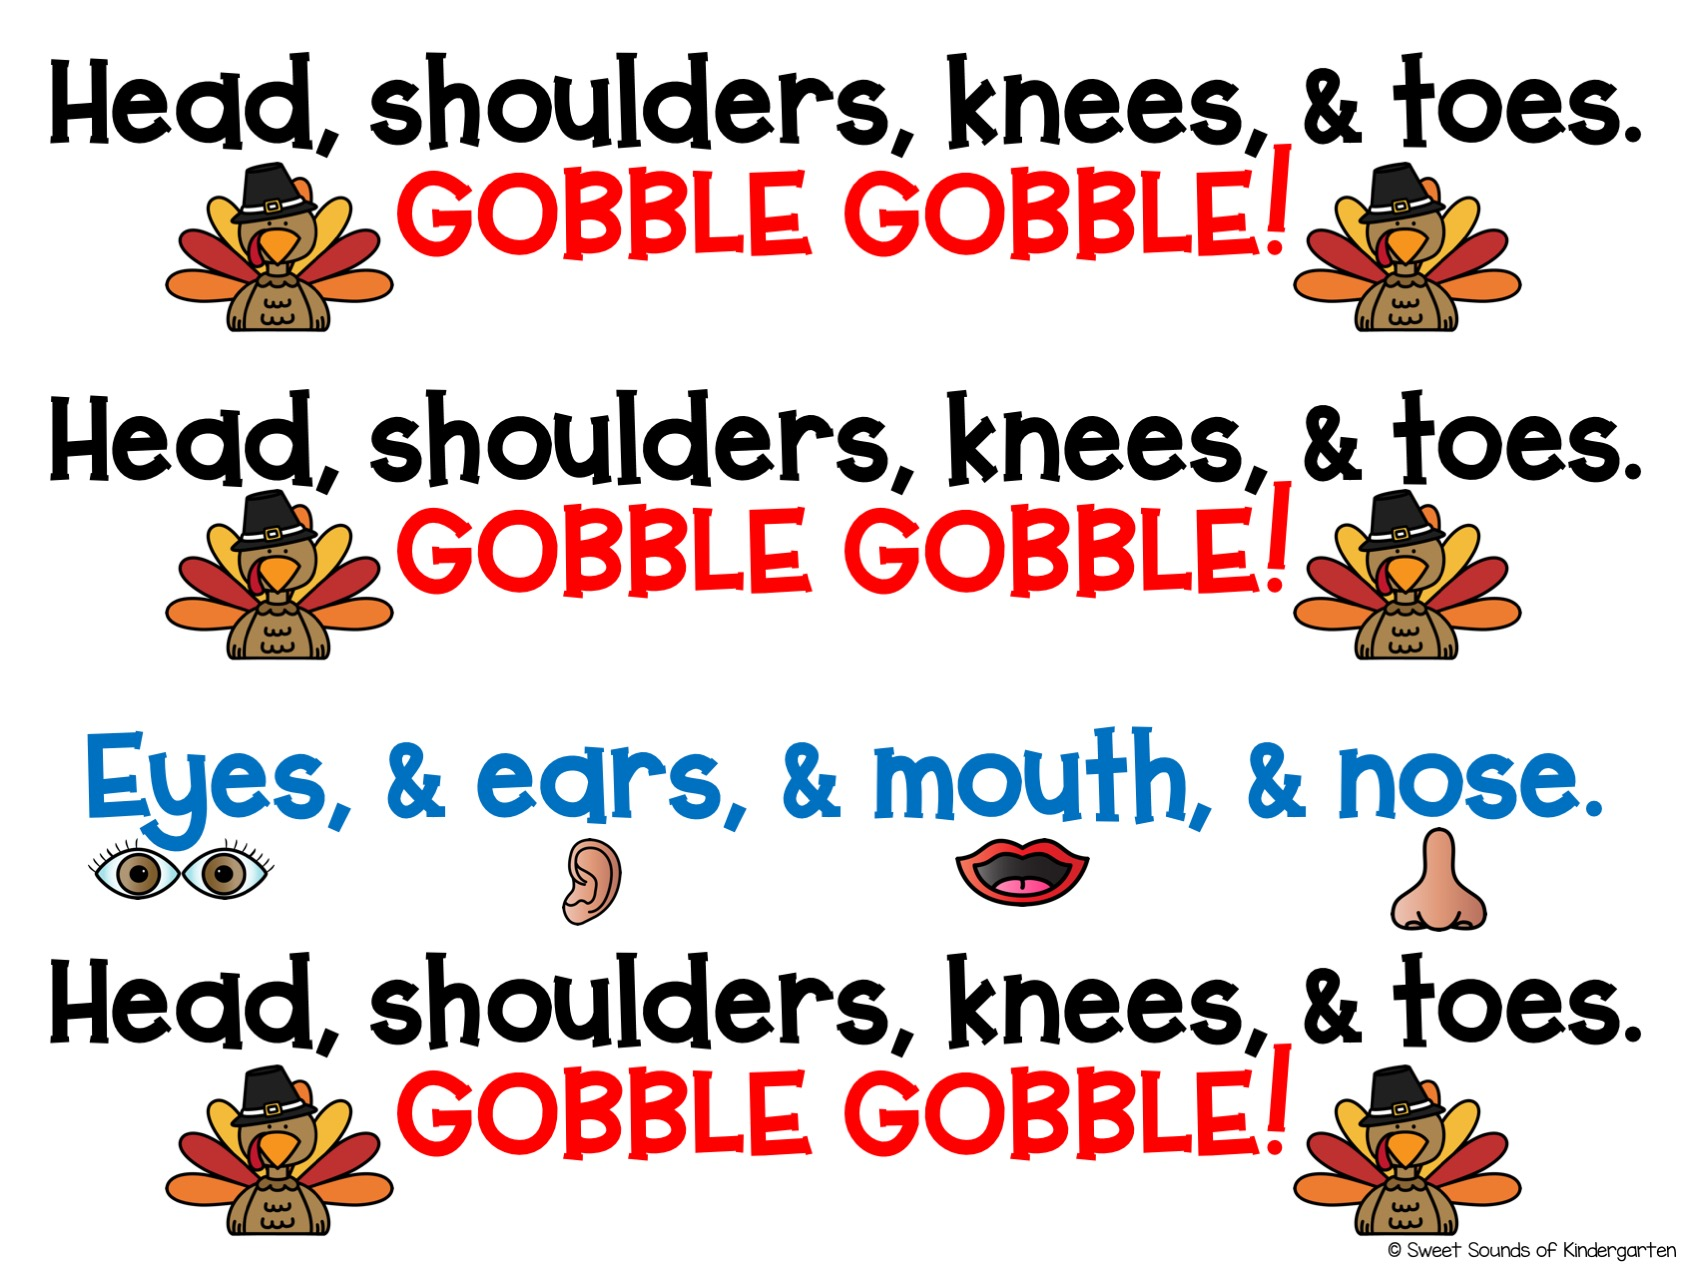 Head, shoulders, knees, & toes.
GOBBLE GOBBLE!
Head, shoulders, knees, & toes.
GOBBLE GOBBLE!
Eyes, & ears, & mouth, & nose.
Head, shoulders, knees, & toes.
GOBBLE GOBBLE!
© Sweet Sounds of Kindergarten